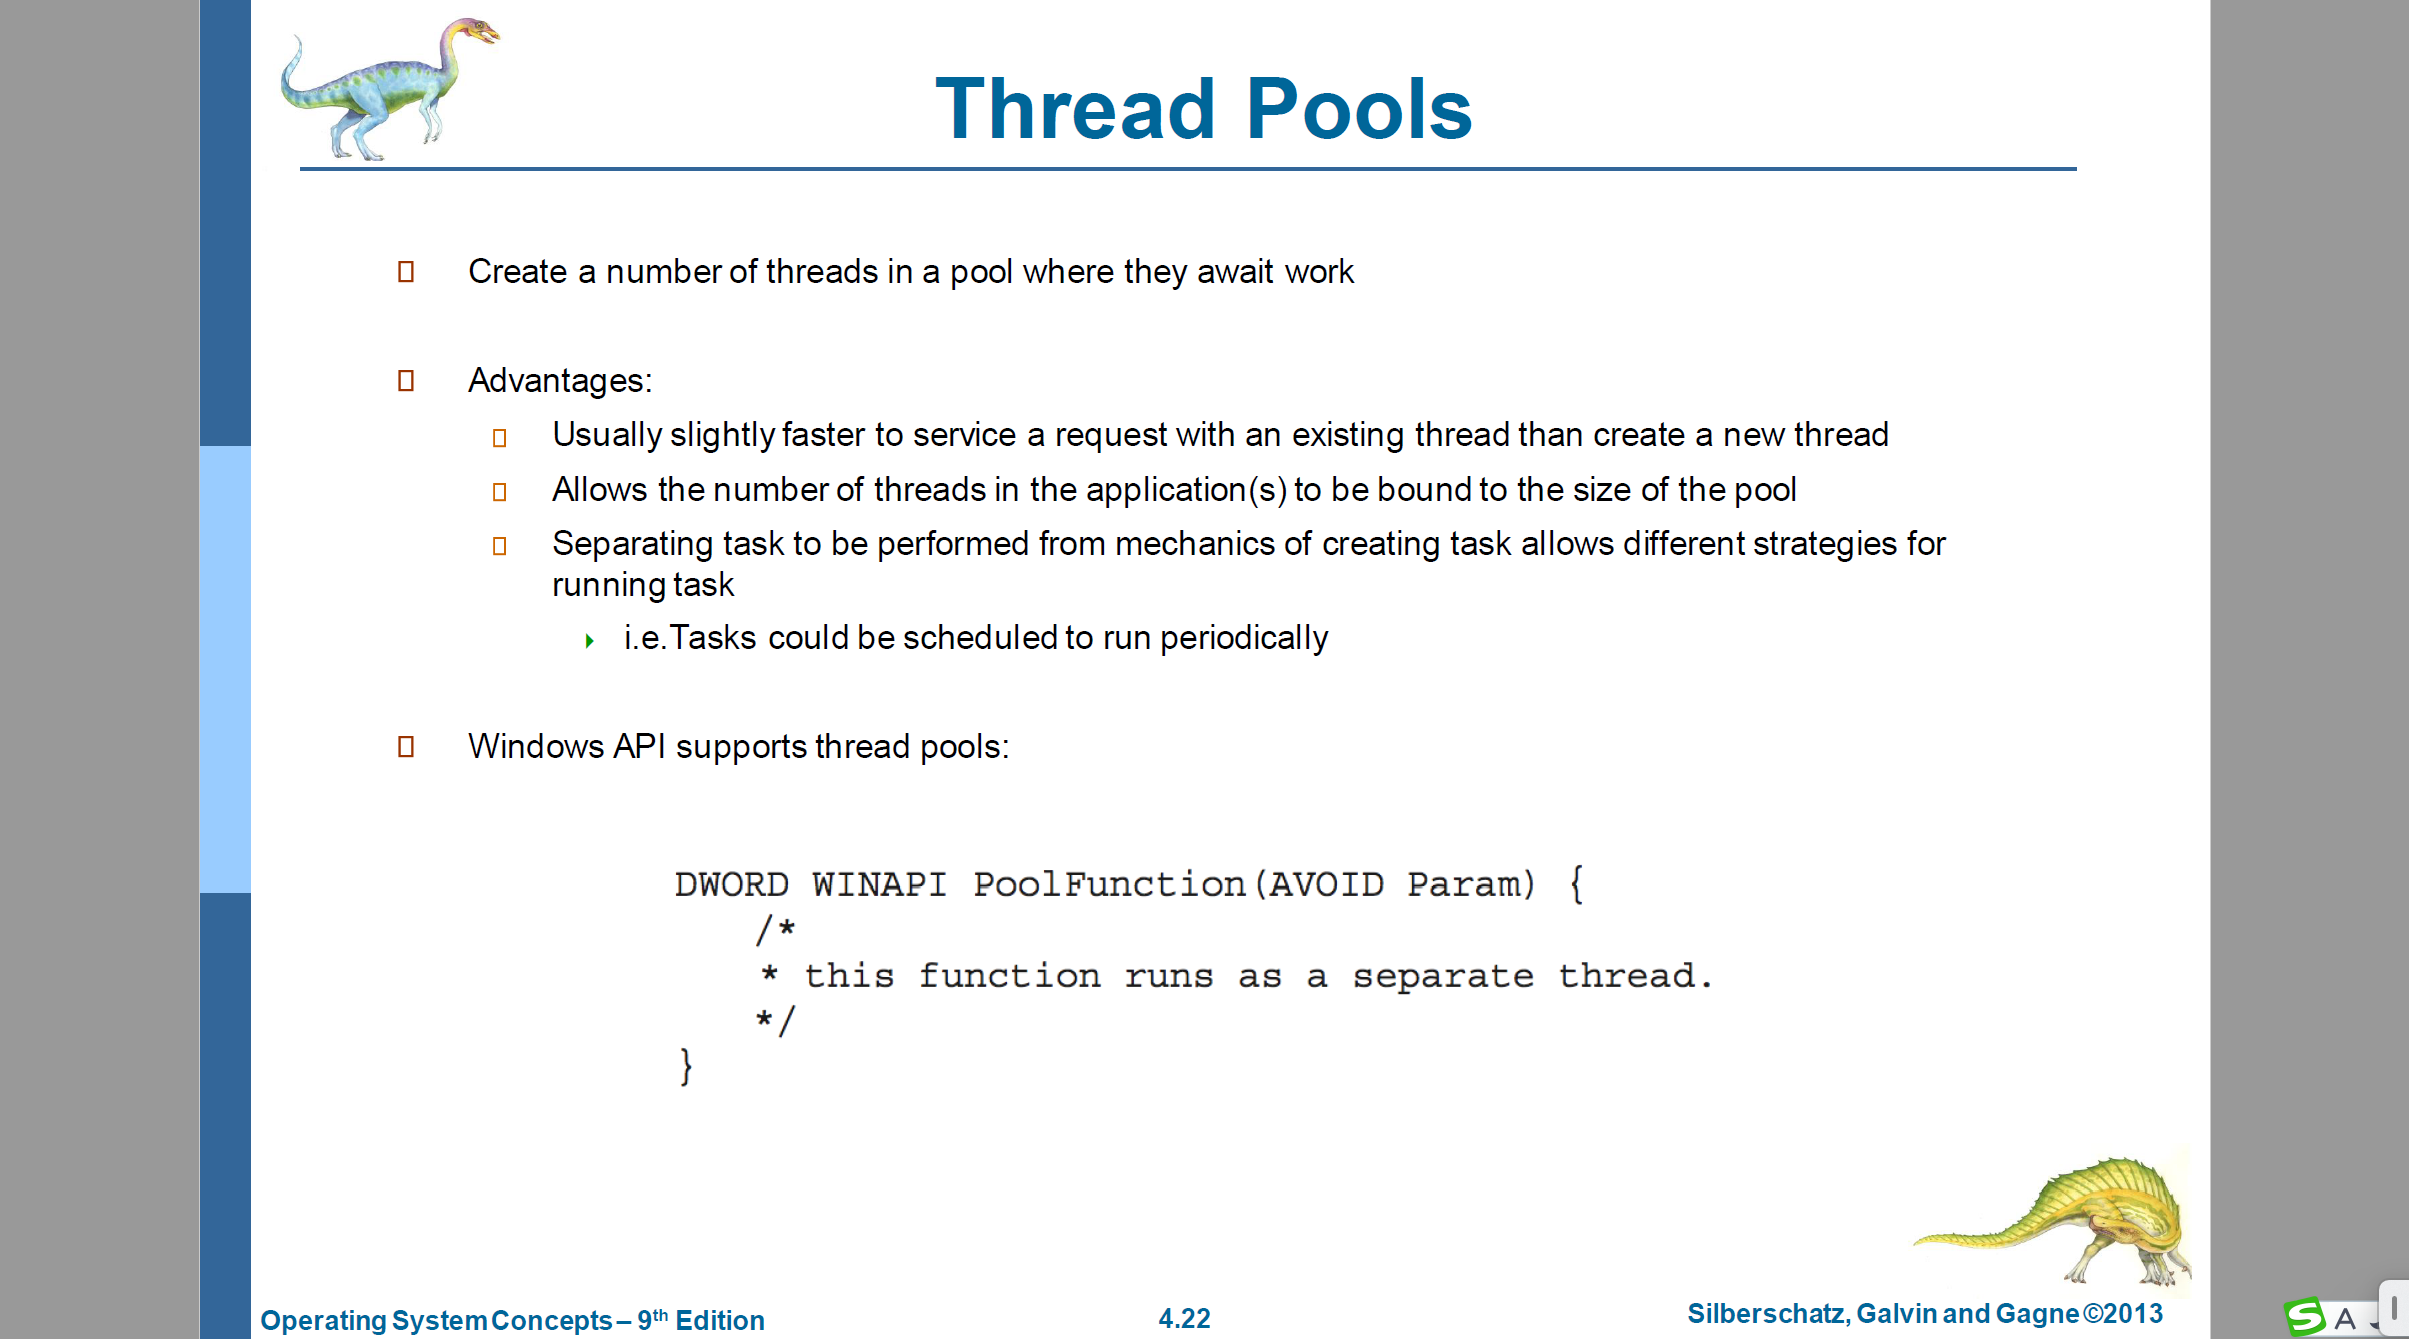 Thread Pools
Create a number of threads in a pool where they await work
Advantages:
Usually slightly faster to service a request with an existing thread than create a new thread
Allows the number of threads in the application(s) to be bound to the size of the pool
Separating task to be performed from mechanics of creating task allows different strategies for
running task
i.e.Tasks could be scheduled to run periodically
Windows API supports thread pools:
DWORD WINAPI PoolFunction(AVOID Param) {
/*
* this function runs as a separate thread.
*/
}
Operating System Concepts – 9th Edition
4.22
Silberschatz, Galvin and Gagne ©2013
S A